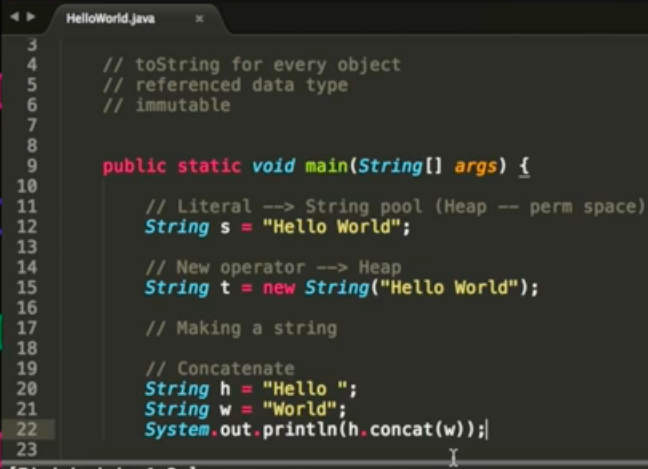 HelloWorld.java ×
3
4 // toString for every object
5 // referenced data type
6 // immutable
7
8
9 public static void main(String[] args) {
10
11 // Literal --> String pool (Heap -- perm space)
12 String s = "Hello World";
13
14 // New operator --> Heap
15 String t = new String("Hello World");
16
17 // Making a string
18
19 // Concatenate
20 String h = "Hello ";
21 String w = "World";
22 System.out.println(h.concat(w));
23